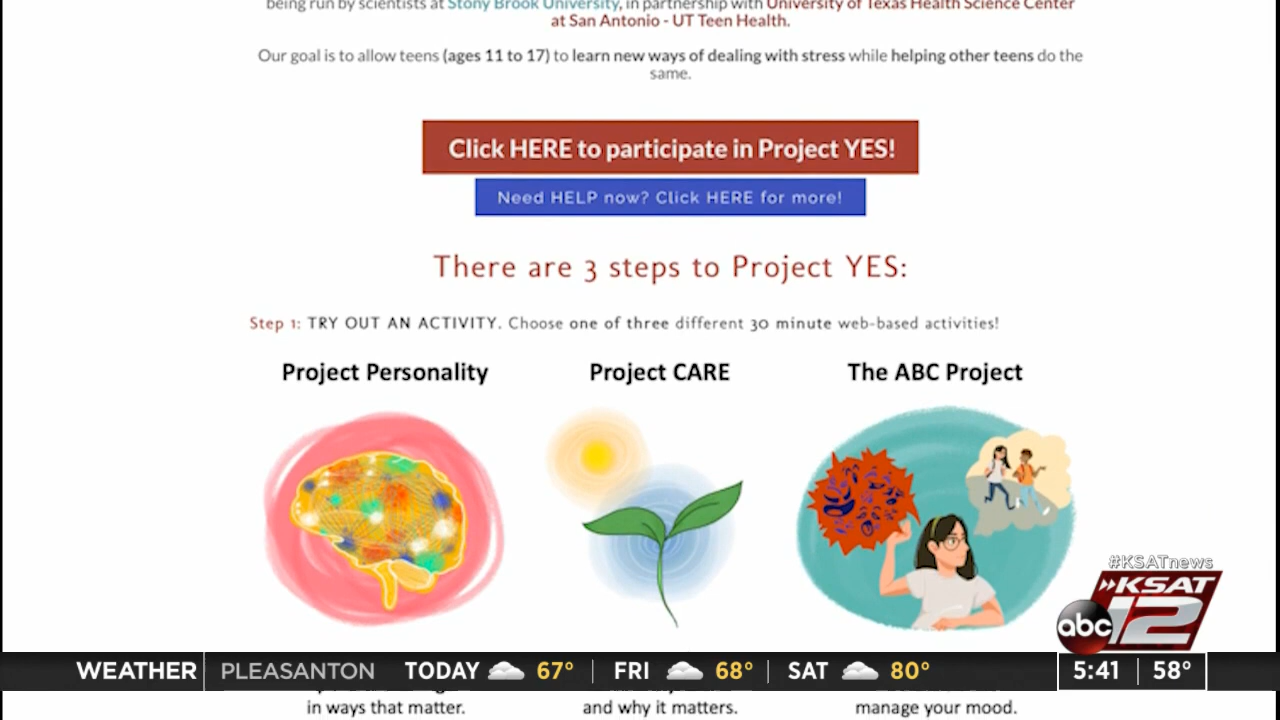 being run by scientists at Stony Brook University, in partnership with University of Texas Health Science Center
at San Antonio - UT Teen Health.
Our goal is to allow teens (ages 11 to 17) to learn new ways of dealing with stress while helping other teens do the
same.
Click HERE to participate in Project YES!
Need HELP now? Click HERE for more!
There are 3 steps to Project YES:
Step 1: TRY OUT AN ACTIVITY. Choose one of three different 30 minute web-based activities!
Project Personality
Project CARE
The ABC Project
#KSATnews
KSAT
abc 12
WEATHER PLEASANTON TODAY 67° FRI 68° SAT 80° 5:41 58°
in ways that matter.
and why it matters.
manage your mood.